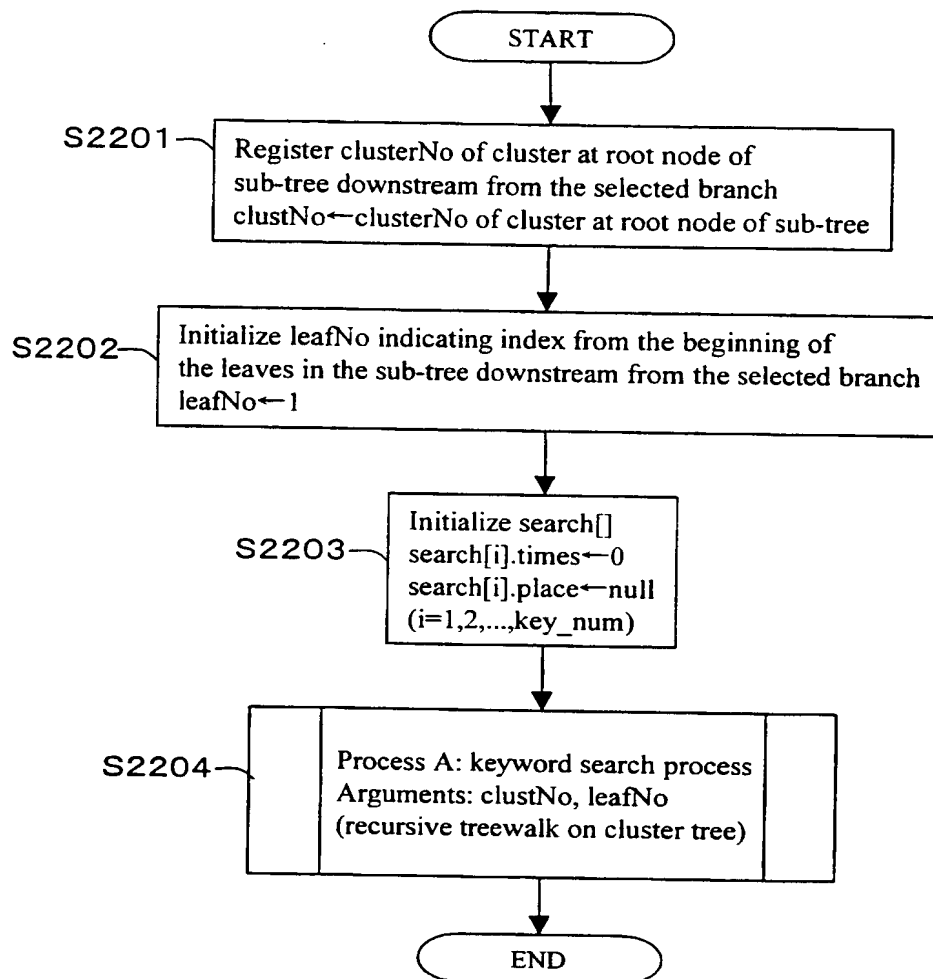 START
S2201
Register clusterNo of cluster at root node of
sub-tree downstream from the selected branch
clustNo←clusterNo of cluster at root node of sub-tree
S2202
Initialize leafNo indicating index from the beginning of
the leaves in the sub-tree downstream from the selected branch
leafNo←1
S2203
Initialize search[]
search[i].times←0
search[i].place←null
(i=1,2,...,key_num)
S2204
Process A: keyword search process
Arguments: clustNo, leafNo
(recursive treewalk on cluster tree)
END